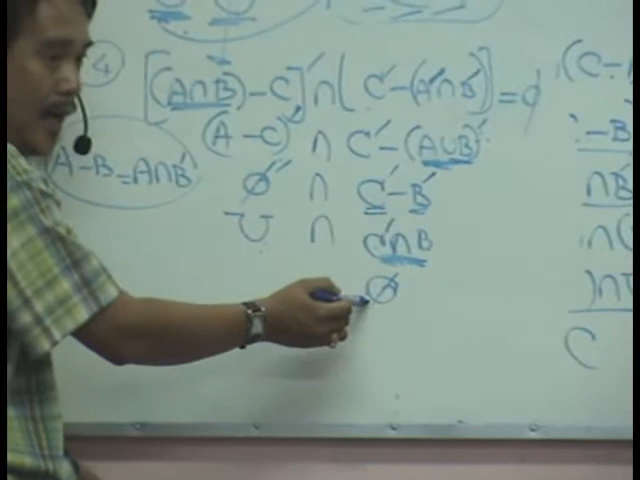 ④ [(A∩B)−C]′∩[C′−(A′∩B′)]=∅
(A−C)′ ∩ C′−(A∪B)′
A−B=A∩B′
∅′ ∩ C′−B′
U ∩ C′∩B
∅
(C−
−B′
∩B′
∩(
)∩
C